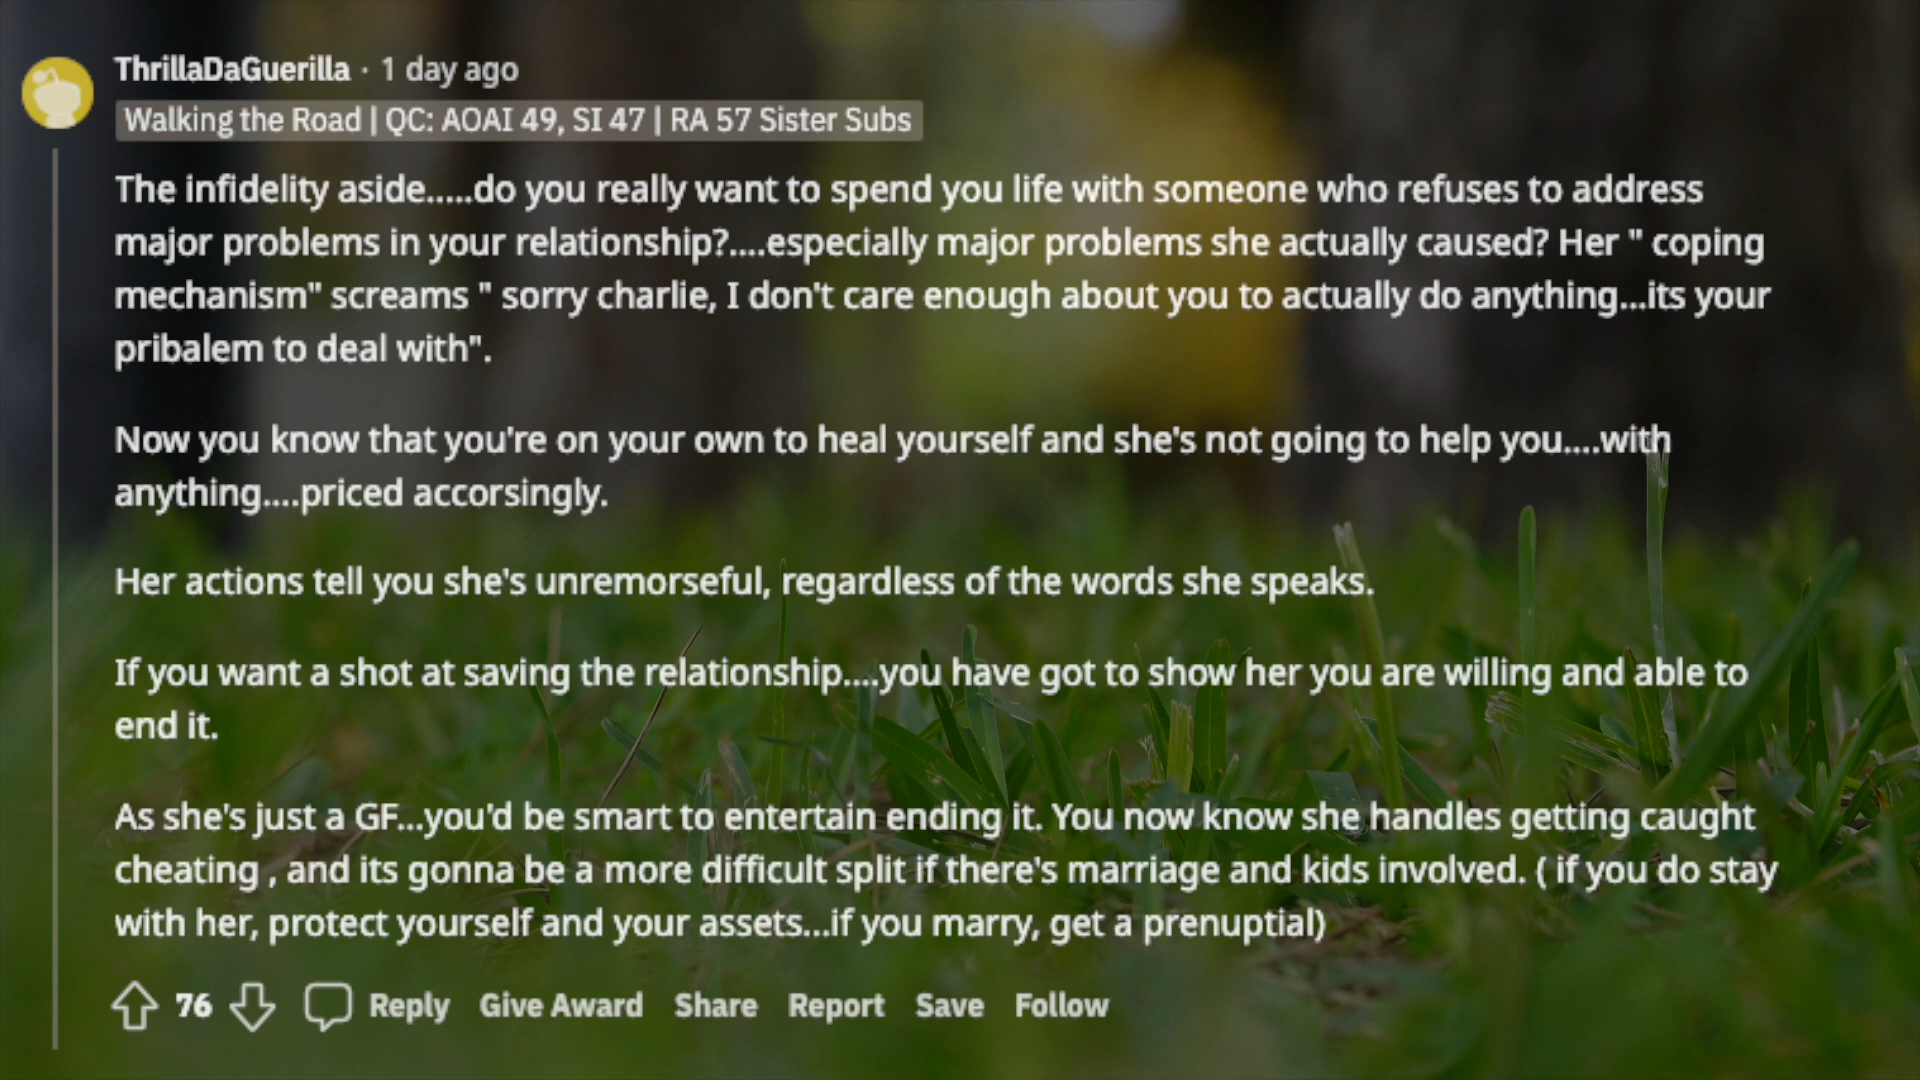 ThrillaDaGuerilla · 1 day ago
Walking the Road | QC: AOAI 49, SI 47 | RA 57 Sister Subs
The infidelity aside.....do you really want to spend you life with someone who refuses to address
major problems in your relationship?....especially major problems she actually caused? Her " coping
mechanism" screams " sorry charlie, I don't care enough about you to actually do anything...its your
pribalem to deal with".
Now you know that you're on your own to heal yourself and she's not going to help you....with
anything....priced accorsingly.
Her actions tell you she's unremorseful, regardless of the words she speaks.
If you want a shot at saving the relationship....you have got to show her you are willing and able to
end it.
As she's just a GF...you'd be smart to entertain ending it. You now know she handles getting caught
cheating , and its gonna be a more difficult split if there's marriage and kids involved. ( if you do stay
with her, protect yourself and your assets...if you marry, get a prenuptial)
76 Reply Give Award Share Report Save Follow